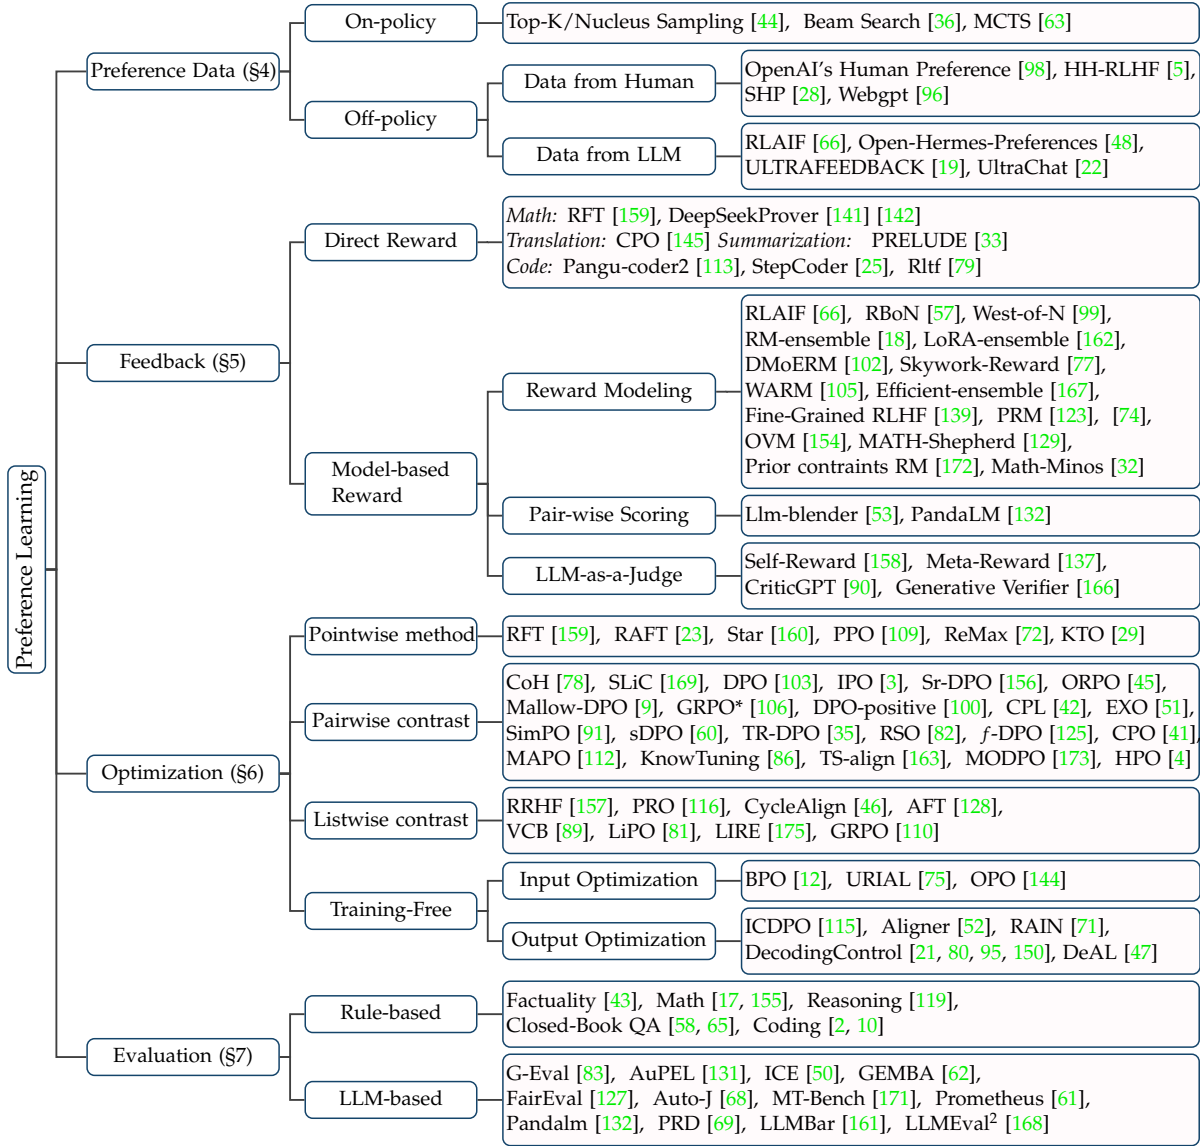 Preference Learning
Preference Data (§4)
On-policy
Top-K/Nucleus Sampling [44], Beam Search [36], MCTS [63]
Off-policy
Data from Human
OpenAI's Human Preference [98], HH-RLHF [5],
SHP [28], Webgpt [96]
Data from LLM
RLAIF [66], Open-Hermes-Preferences [48],
ULTRAFEEDBACK [19], UltraChat [22]
Feedback (§5)
Direct Reward
Math: RFT [159], DeepSeekProver [141] [142]
Translation: CPO [145] Summarization: PRELUDE [33]
Code: Pangu-coder2 [113], StepCoder [25], Rltf [79]
Model-based
Reward
Reward Modeling
RLAIF [66], RBoN [57], West-of-N [99],
RM-ensemble [18], LoRA-ensemble [162],
DMoERM [102], Skywork-Reward [77],
WARM [105], Efficient-ensemble [167],
Fine-Grained RLHF [139], PRM [123], [74],
OVM [154], MATH-Shepherd [129],
Prior contraints RM [172], Math-Minos [32]
Pair-wise Scoring
Llm-blender [53], PandaLM [132]
LLM-as-a-Judge
Self-Reward [158], Meta-Reward [137],
CriticGPT [90], Generative Verifier [166]
Optimization (§6)
Pointwise method
RFT [159], RAFT [23], Star [160], PPO [109], ReMax [72], KTO [29]
Pairwise contrast
CoH [78], SLiC [169], DPO [103], IPO [3], Sr-DPO [156], ORPO [45],
Mallow-DPO [9], GRPO* [106], DPO-positive [100], CPL [42], EXO [51],
SimPO [91], sDPO [60], TR-DPO [35], RSO [82], f-DPO [125], CPO [41],
MAPO [112], KnowTuning [86], TS-align [163], MODPO [173], HPO [4]
Listwise contrast
RRHF [157], PRO [116], CycleAlign [46], AFT [128],
VCB [89], LiPO [81], LIRE [175], GRPO [110]
Training-Free
Input Optimization
BPO [12], URIAL [75], OPO [144]
Output Optimization
ICDPO [115], Aligner [52], RAIN [71],
DecodingControl [21, 80, 95, 150], DeAL [47]
Evaluation (§7)
Rule-based
Factuality [43], Math [17, 155], Reasoning [119],
Closed-Book QA [58, 65], Coding [2, 10]
LLM-based
G-Eval [83], AuPEL [131], ICE [50], GEMBA [62],
FairEval [127], Auto-J [68], MT-Bench [171], Prometheus [61],
Pandalm [132], PRD [69], LLMBar [161], LLMEval² [168]